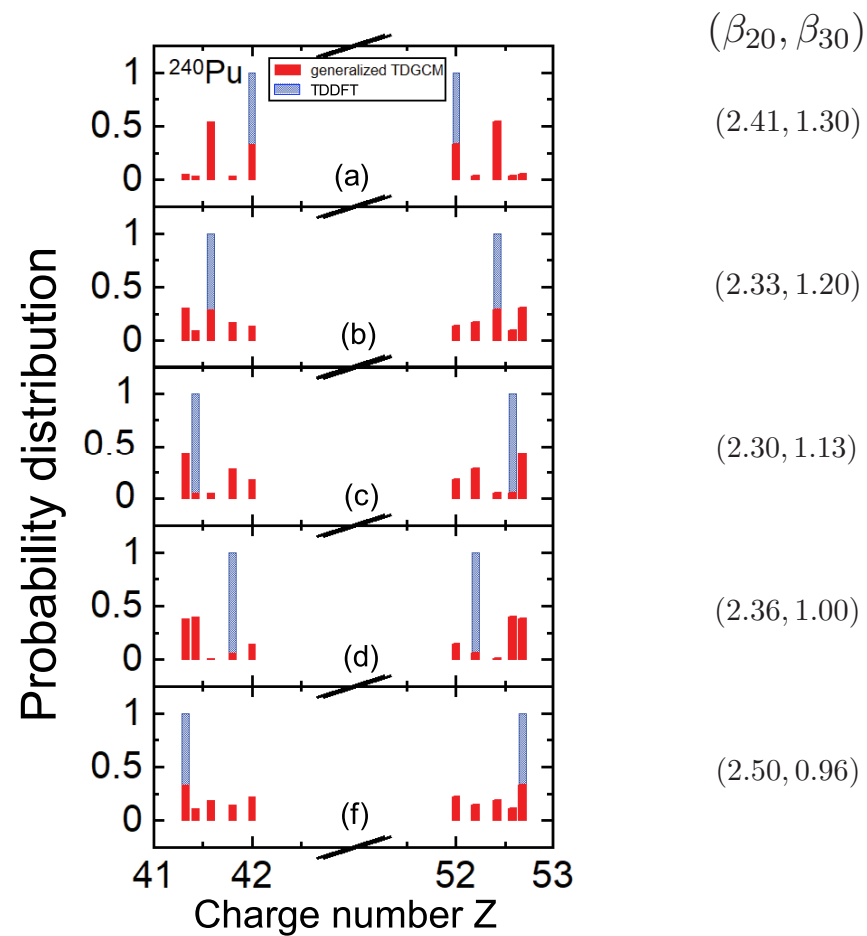 (β20, β30)
240Pu
generalized TDGCM
TDDFT
1
0.5
0
(a)
(2.41, 1.30)
1
0.5
0
(b)
(2.33, 1.20)
1
0.5
0
(c)
(2.30, 1.13)
1
0.5
0
(d)
(2.36, 1.00)
1
0.5
0
(f)
(2.50, 0.96)
Probability distribution
41 42 52 53
Charge number Z